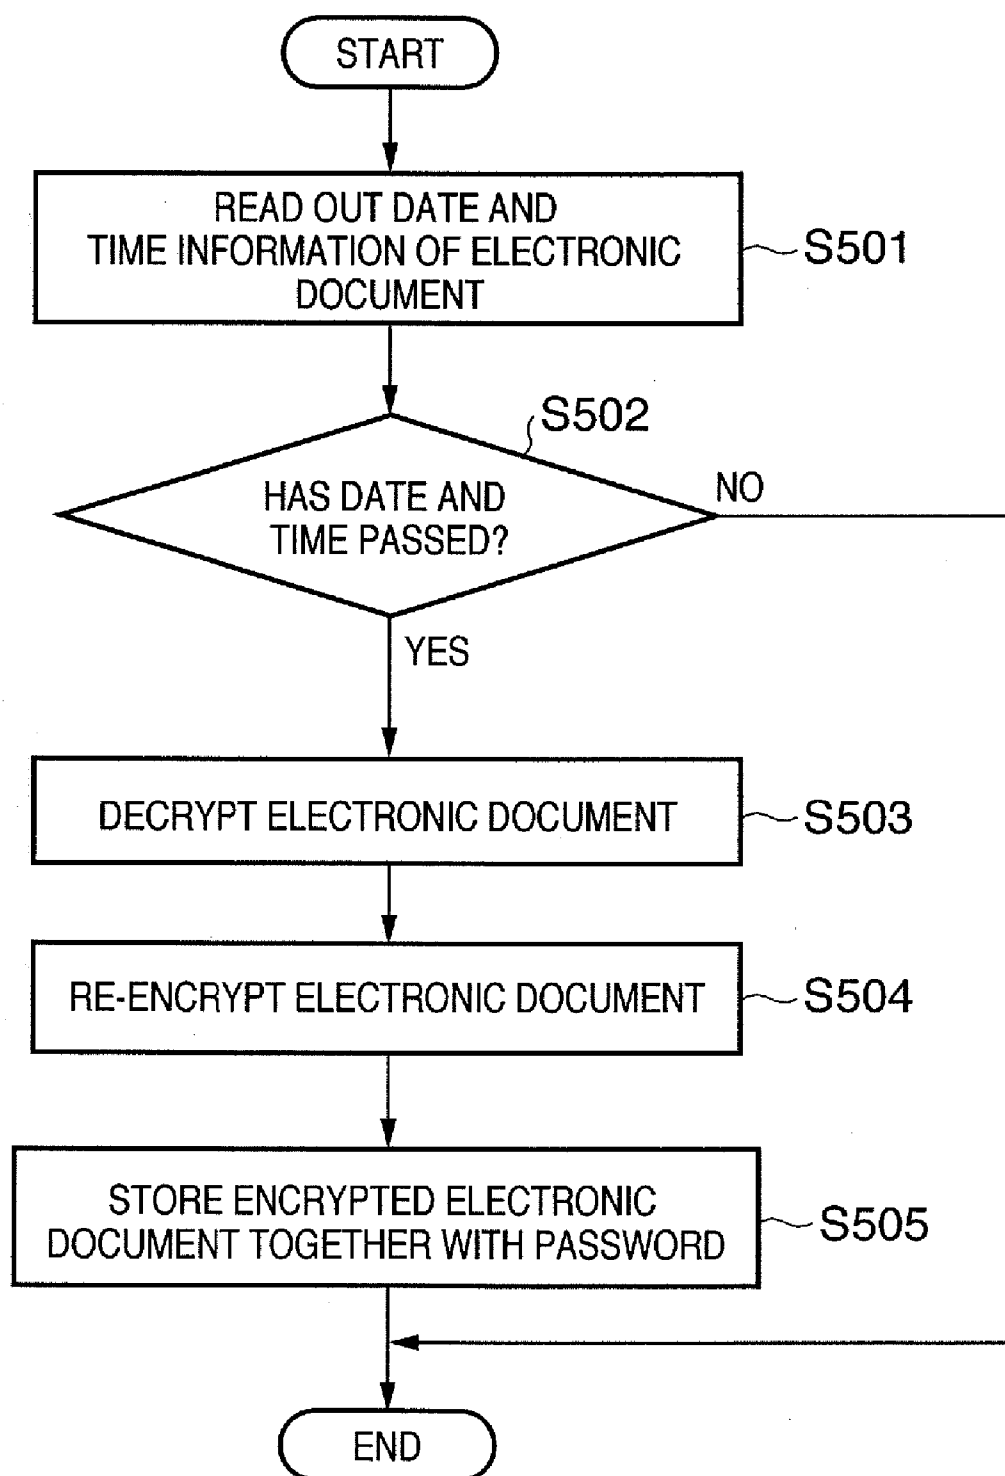 START
READ OUT DATE AND
TIME INFORMATION OF ELECTRONIC
DOCUMENT
S501
S502
HAS DATE AND
TIME PASSED?
NO
YES
DECRYPT ELECTRONIC DOCUMENT
S503
RE-ENCRYPT ELECTRONIC DOCUMENT
S504
STORE ENCRYPTED ELECTRONIC
DOCUMENT TOGETHER WITH PASSWORD
S505
END